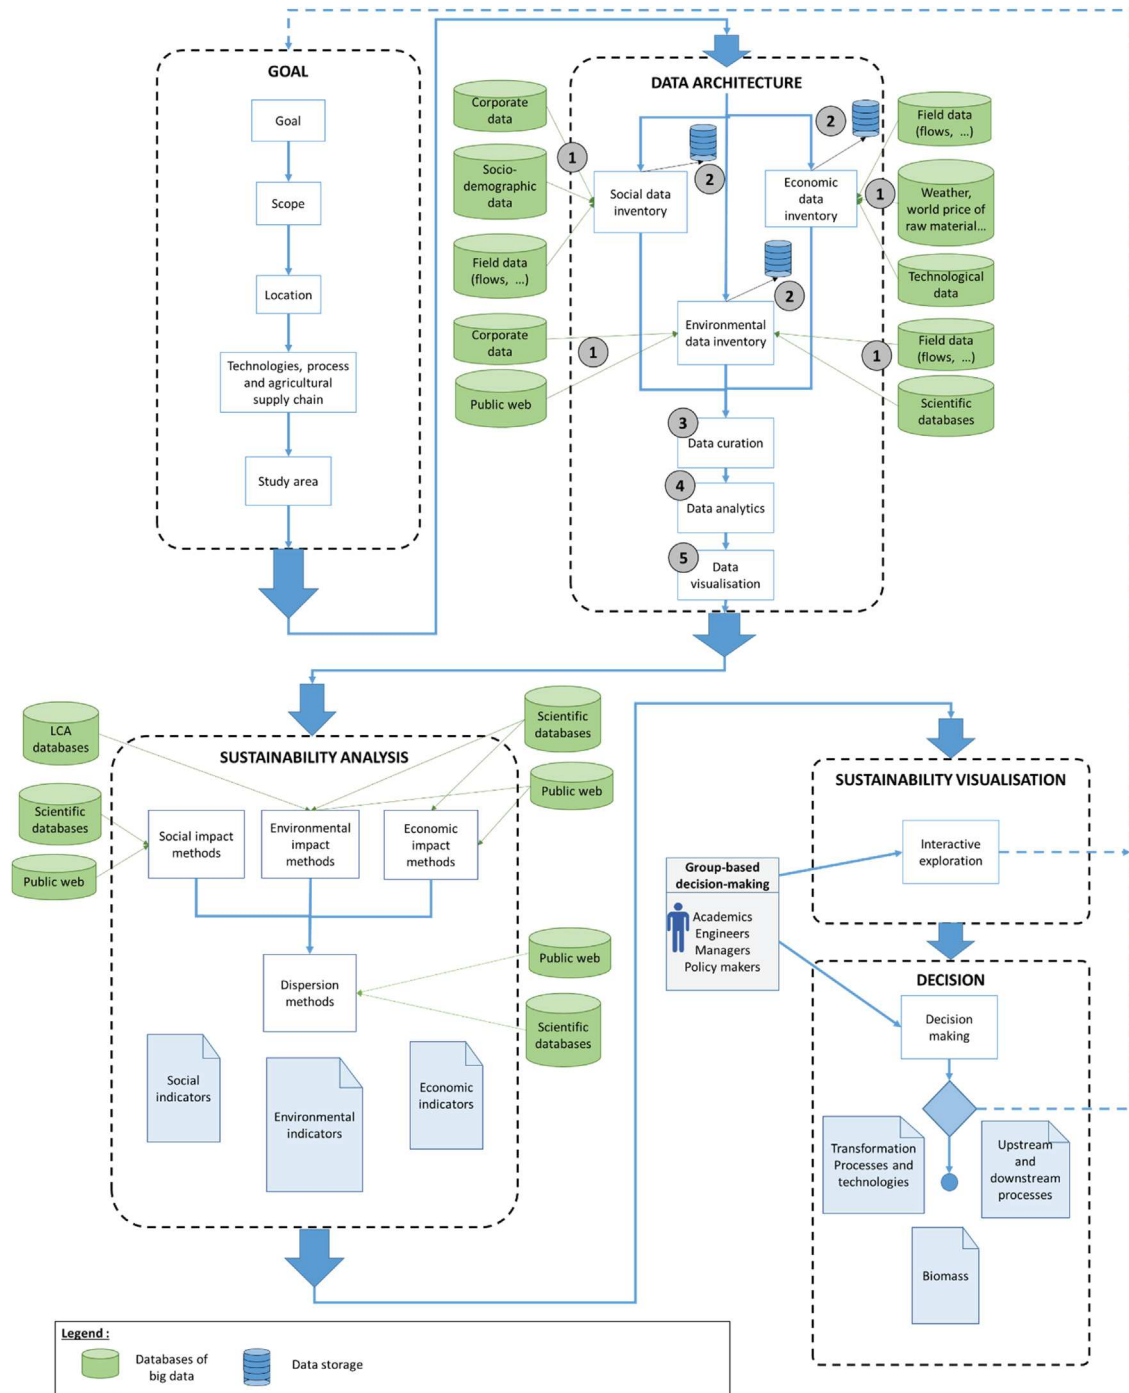 GOAL
Goal
Scope
Location
Technologies, process
and agricultural
supply chain
Study area
DATA ARCHITECTURE
Corporate
data
Socio-
demographic
data
Field data
(flows, ...)
Corporate
data
Public web
1
1
2
2
2
1
1
Social data
inventory
Economic
data
inventory
Environmental
data inventory
Field data
(flows, ...)
Weather,
world price of
raw material...
Technological
data
Field data
(flows, ...)
Scientific
databases
3
Data curation
4
Data analytics
5
Data
visualisation
SUSTAINABILITY ANALYSIS
LCA
databases
Scientific
databases
Public web
Scientific
databases
Public web
Social impact
methods
Environmental
impact
methods
Economic
impact
methods
Dispersion
methods
Public web
Scientific
databases
Social
indicators
Environmental
indicators
Economic
indicators
SUSTAINABILITY VISUALISATION
Interactive
exploration
Group-based
decision-making
Academics
Engineers
Managers
Policy makers
DECISION
Decision
making
Transformation
Processes and
technologies
Upstream
and
downstream
processes
Biomass
Legend :
Databases of
big data
Data storage